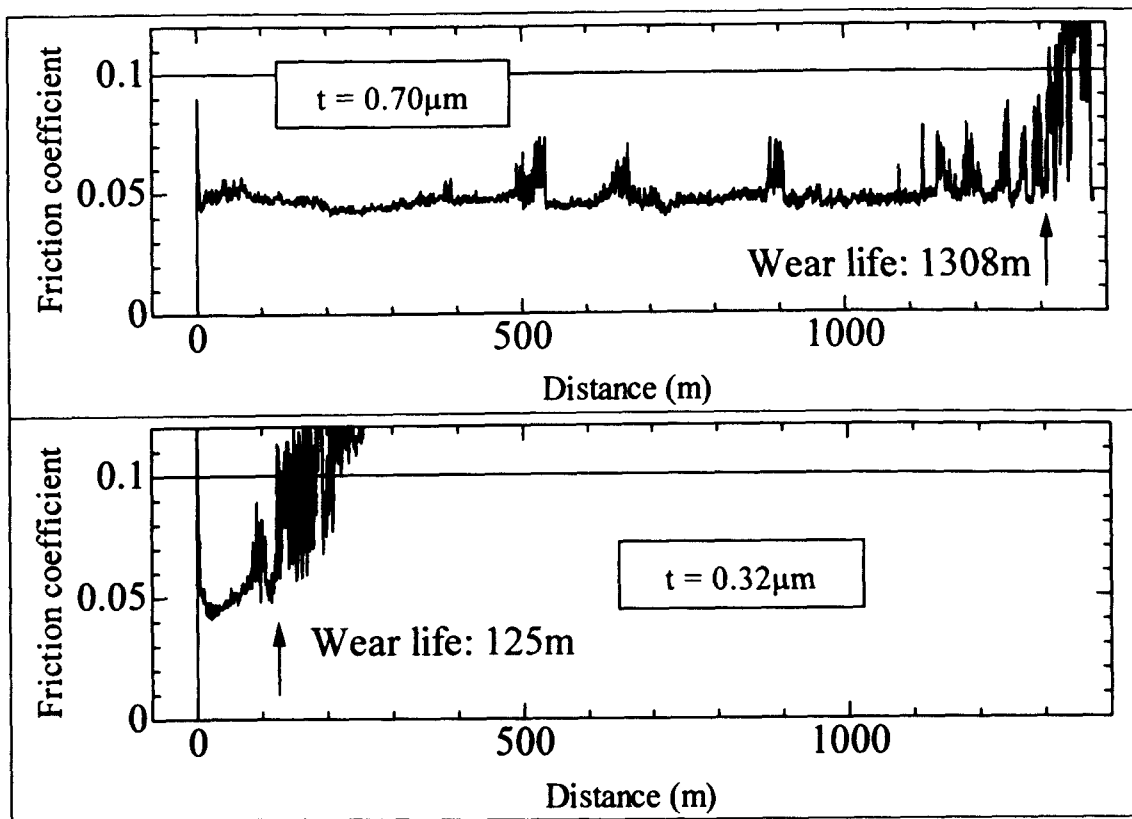 Friction coefficient
0.1
0.05
0
t = 0.70μm
Wear life: 1308m
0
500
1000
Distance (m)
Friction coefficient
0.1
0.05
0
t = 0.32μm
Wear life: 125m
0
500
1000
Distance (m)